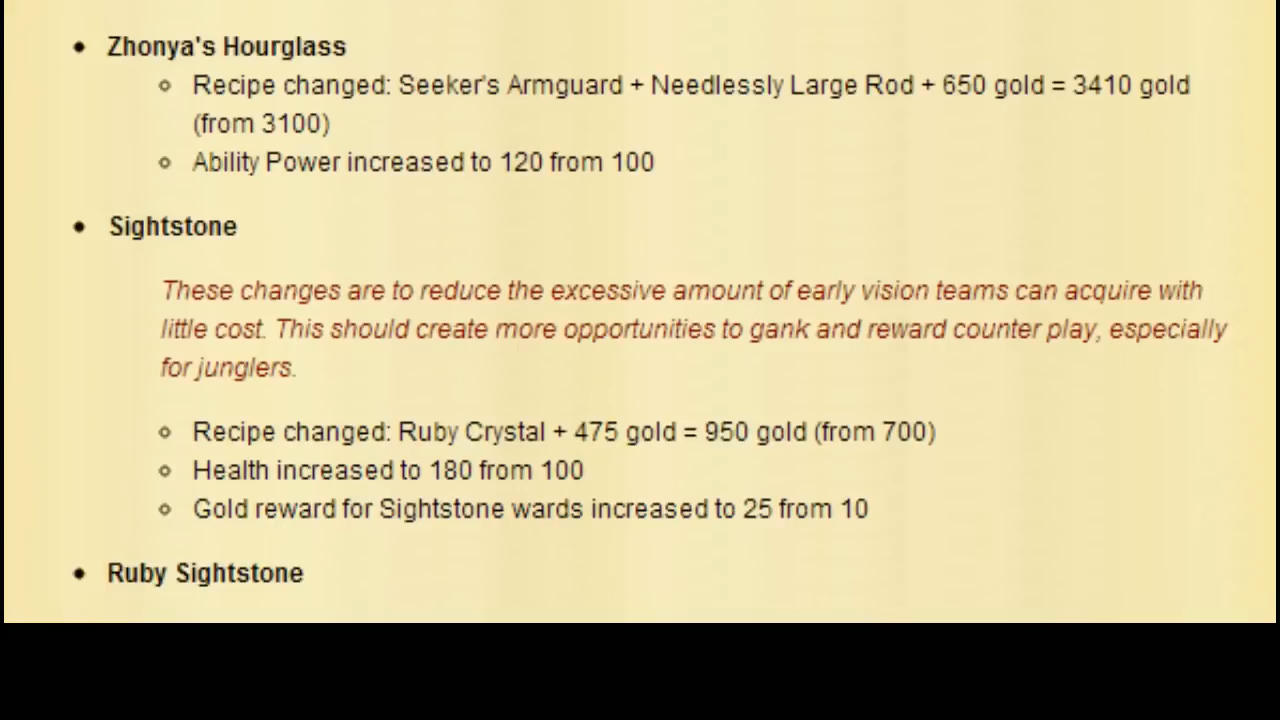 • Zhonya's Hourglass
○ Recipe changed: Seeker's Armguard + Needlessly Large Rod + 650 gold = 3410 gold
(from 3100)
○ Ability Power increased to 120 from 100
• Sightstone
These changes are to reduce the excessive amount of early vision teams can acquire with
little cost. This should create more opportunities to gank and reward counter play, especially
for junglers.
○ Recipe changed: Ruby Crystal + 475 gold = 950 gold (from 700)
○ Health increased to 180 from 100
○ Gold reward for Sightstone wards increased to 25 from 10
• Ruby Sightstone